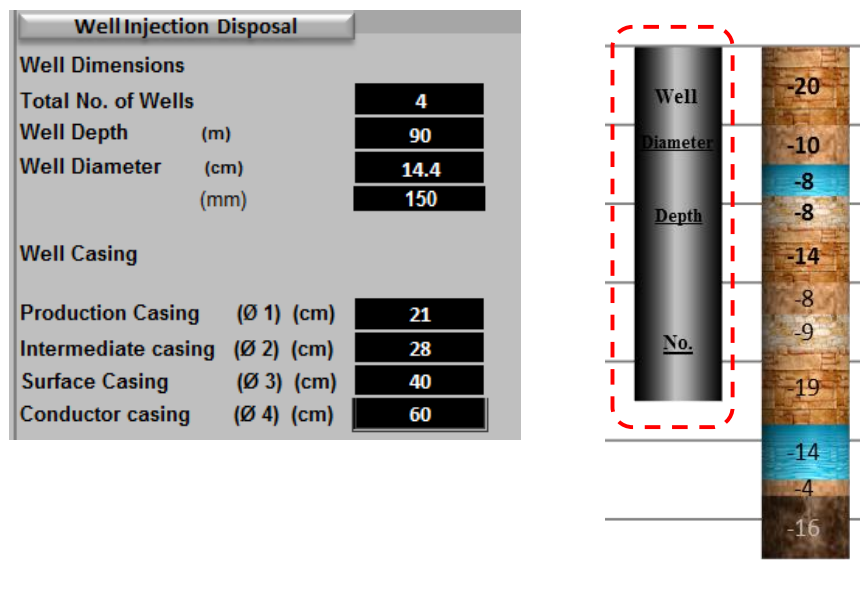 Well Injection Disposal
Well Dimensions
Total No. of Wells 4
Well Depth (m) 90
Well Diameter (cm) 14.4
(mm) 150
Well Casing
Production Casing (Ø 1) (cm) 21
Intermediate casing (Ø 2) (cm) 28
Surface Casing (Ø 3) (cm) 40
Conductor casing (Ø 4) (cm) 60
Well
Diameter
Depth
No.
-20
-10
-8
-8
-14
-8
-9
-19
-14
-4
-16